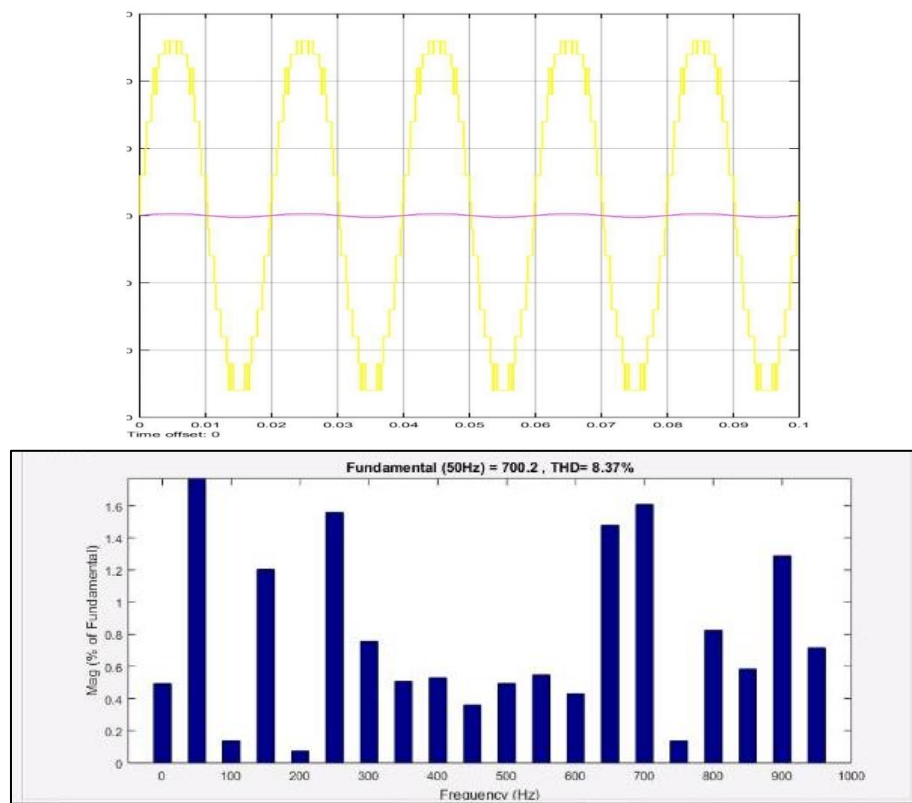 0 0.01 0.02 0.03 0.04 0.05 0.06 0.07 0.08 0.09 0.1
Time offset: 0
Fundamental (50Hz) = 700.2 , THD= 8.37%
Mag (% of Fundamental)
1.6
1.4
1.2
1
0.8
0.6
0.4
0.2
0
0 100 200 300 400 500 600 700 800 900 1000
Frequency (Hz)